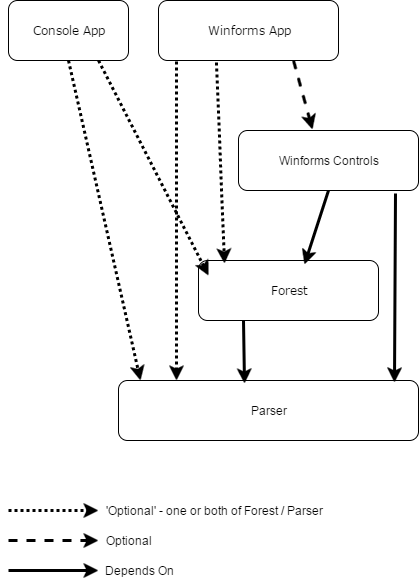 Console App
Winforms App
Winforms Controls
Forest
Parser
'Optional' - one or both of Forest / Parser
Optional
Depends On